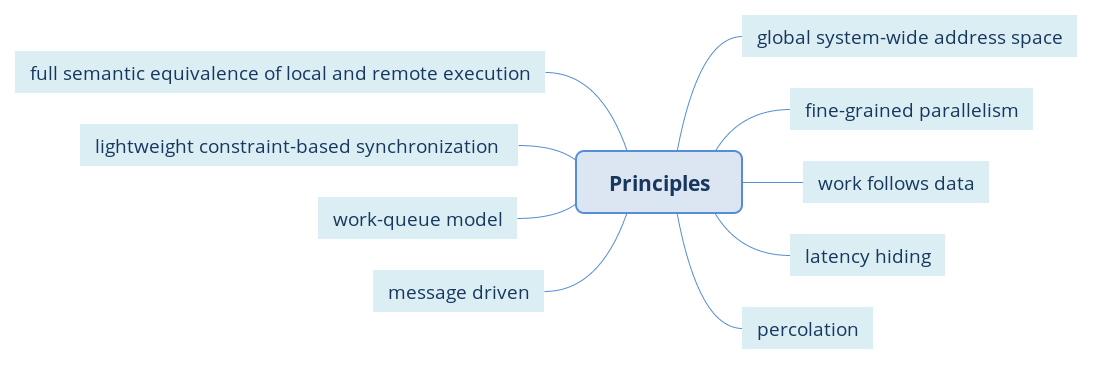 Principles
global system-wide address space
fine-grained parallelism
work follows data
latency hiding
percolation
full semantic equivalence of local and remote execution
lightweight constraint-based synchronization
work-queue model
message driven